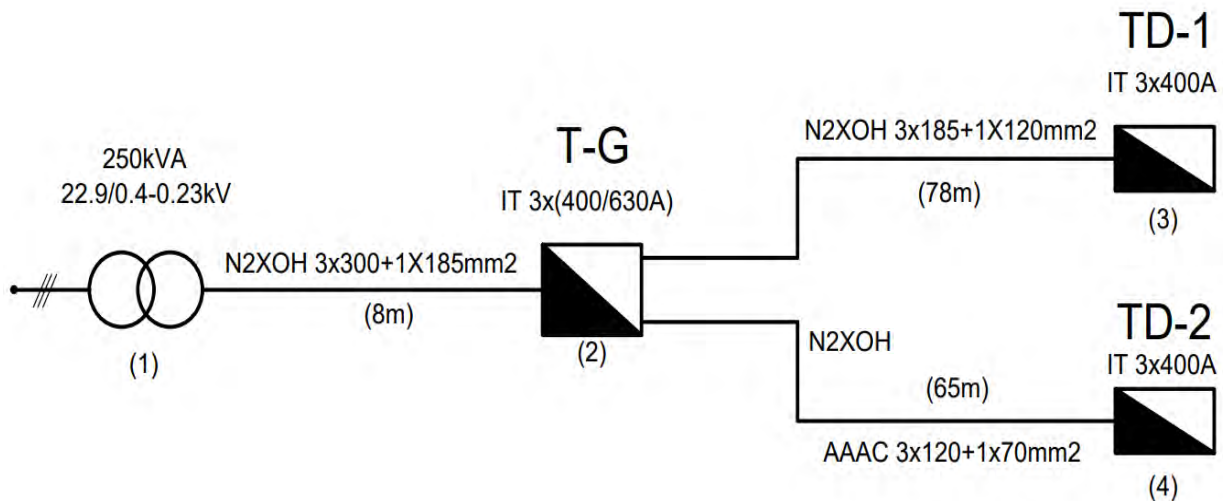 250kVA
22.9/0.4-0.23kV
(1)
N2XOH 3x300+1X185mm2
(8m)
T-G
IT 3x(400/630A)
(2)
N2XOH 3x185+1X120mm2
(78m)
TD-1
IT 3x400A
(3)
N2XOH
(65m)
AAAC 3x120+1x70mm2
TD-2
IT 3x400A
(4)